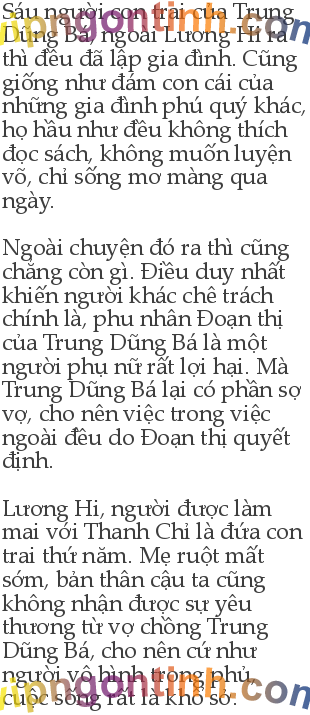 Sáu người con trai của Trung
Dũng Bá, ngoài Lương Hi ra
thì đều đã lập gia đình. Cũng
giống như đám con cái của
những gia đình phú quý khác,
họ hầu như đều không thích
đọc sách, không muốn luyện
võ, chỉ sống mơ màng qua
ngày.
Ngoài chuyện đó ra thì cũng
chẳng còn gì. Điều duy nhất
khiến người khác chê trách
chính là, phu nhân Đoạn thị
của Trung Dũng Bá là một
người phụ nữ rất lợi hại. Mà
Trung Dũng Bá lại có phần sợ
vợ, cho nên việc trong việc
ngoài đều do Đoạn thị quyết
định.
Lương Hi, người được làm
mai với Thanh Chỉ là đứa con
trai thứ năm. Mẹ ruột mất
sớm, bản thân cậu ta cũng
không nhận được sự yêu
thương từ vợ chồng Trung
Dũng Bá, cho nên cứ như
người vô hình trong phủ,
cuộc sống rất là khổ sở.
vipngontinh.com
vipngontinh.com